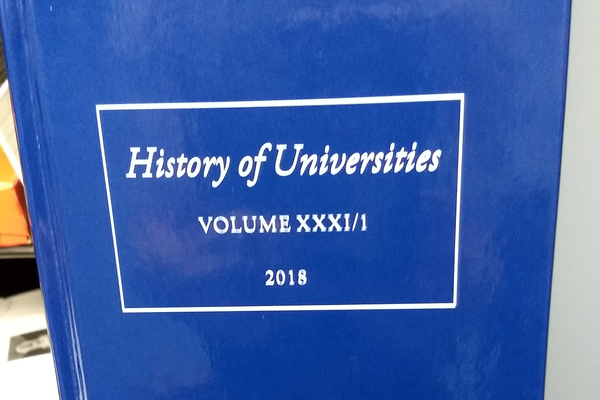 History of Universities
VOLUME XXXI/1
2018